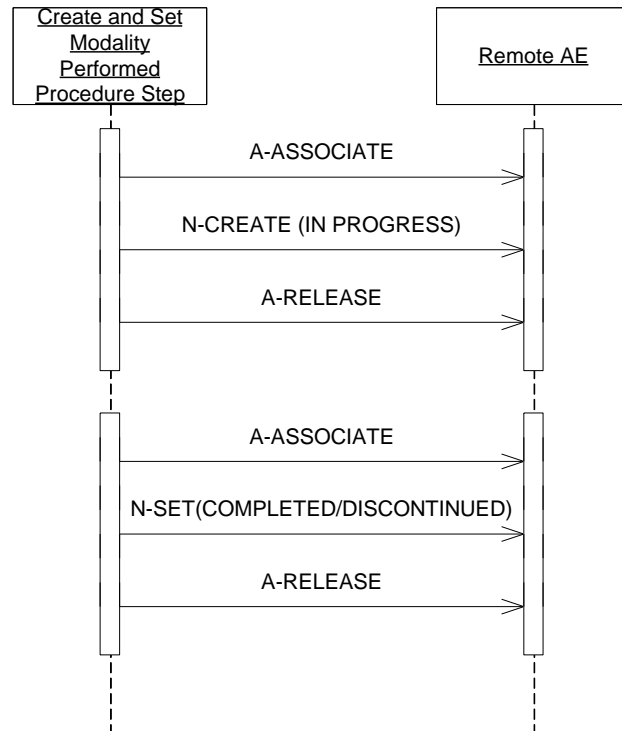 Create and Set
Modality
Performed
Procedure Step
Remote AE
A-ASSOCIATE
N-CREATE (IN PROGRESS)
A-RELEASE
A-ASSOCIATE
N-SET(COMPLETED/DISCONTINUED)
A-RELEASE